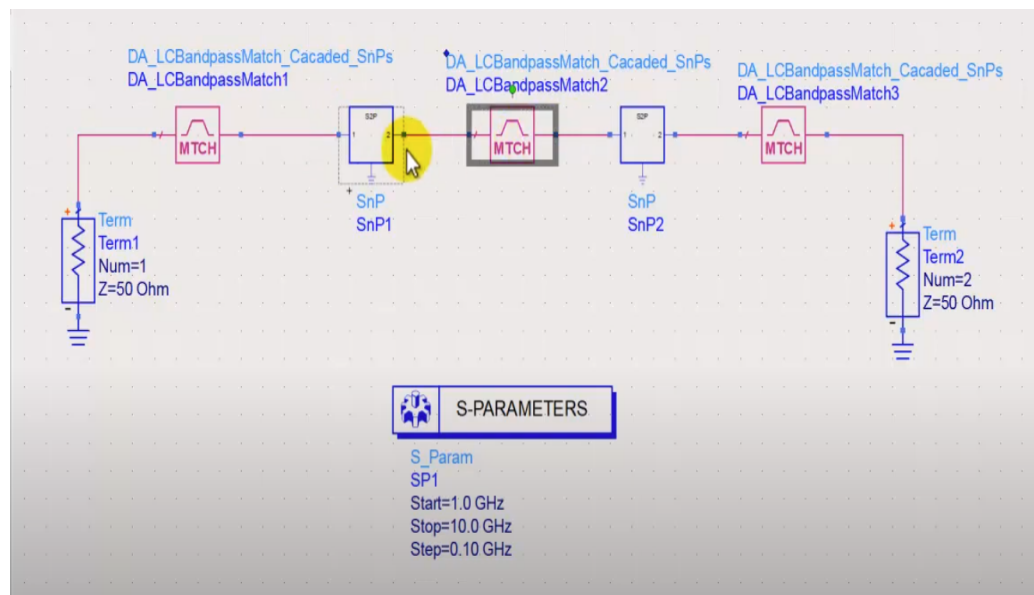 DA_LCBandpassMatch_Cacaded_SnPs
DA_LCBandpassMatch1
DA_LCBandpassMatch_Cacaded_SnPs
DA_LCBandpassMatch2
DA_LCBandpassMatch_Cacaded_SnPs
DA_LCBandpassMatch3
MTCH
S2P
1
2
MTCH
S2P
1
2
MTCH
SnP
SnP1
SnP
SnP2
+
Term
Term1
Num=1
Z=50 Ohm
-
+
Term
Term2
Num=2
Z=50 Ohm
-
S-PARAMETERS
S_Param
SP1
Start=1.0 GHz
Stop=10.0 GHz
Step=0.10 GHz